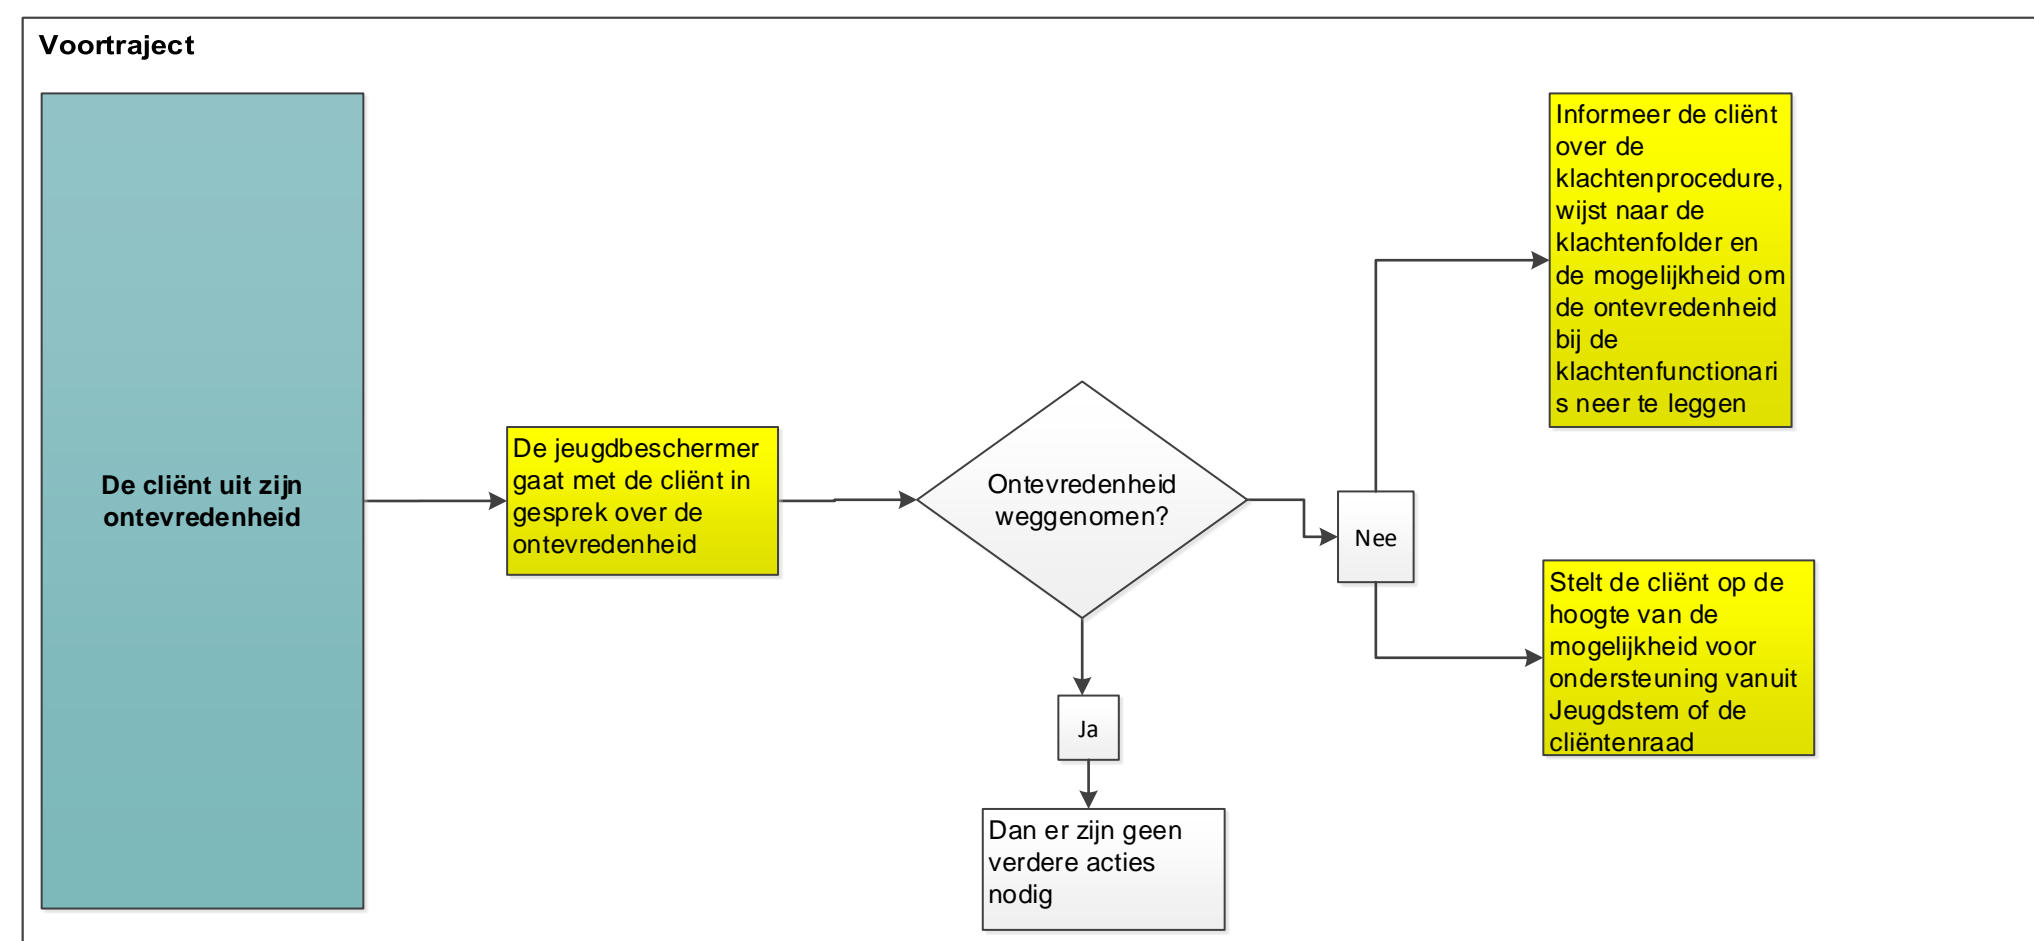 Voortraject
De cliënt uit zijn
ontevredenheid
De jeugdbeschermer
gaat met de cliënt in
gesprek over de
ontevredenheid
Ontevredenheid
weggenomen?
Nee
Informeer de cliënt
over de
klachtenprocedure,
wijst naar de
klachtenfolder en
de mogelijkheid om
de ontevredenheid
bij de
klachtenfunctionari
s neer te leggen
Stelt de cliënt op de
hoogte van de
mogelijkheid voor
ondersteuning vanuit
Jeugdstem of de
cliëntenraad
Ja
Dan er zijn geen
verdere acties
nodig